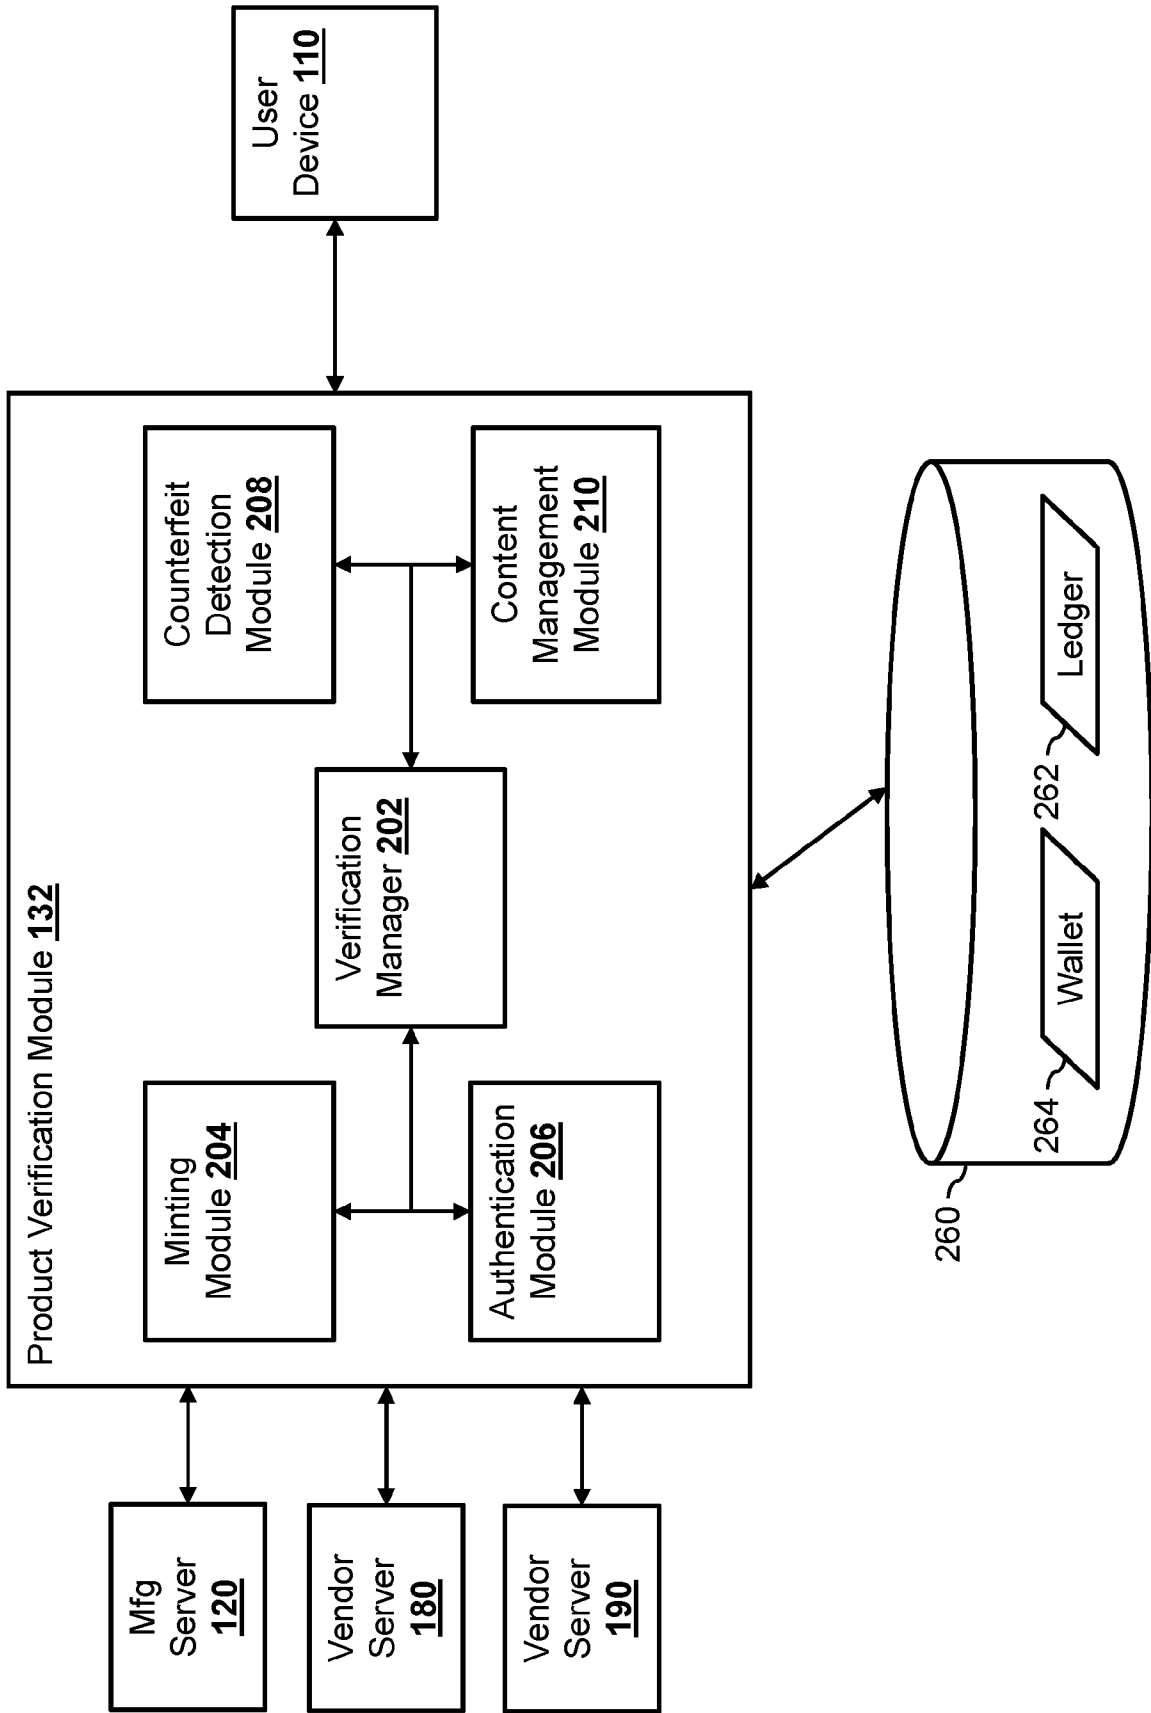 Product Verification Module 132
Mfg
Server
120
Vendor
Server
180
Vendor
Server
190
Minting
Module 204
Authentication
Module 206
Verification
Manager 202
Counterfeit
Detection
Module 208
Content
Management
Module 210
User
Device 110
260
264
Wallet
262
Ledger